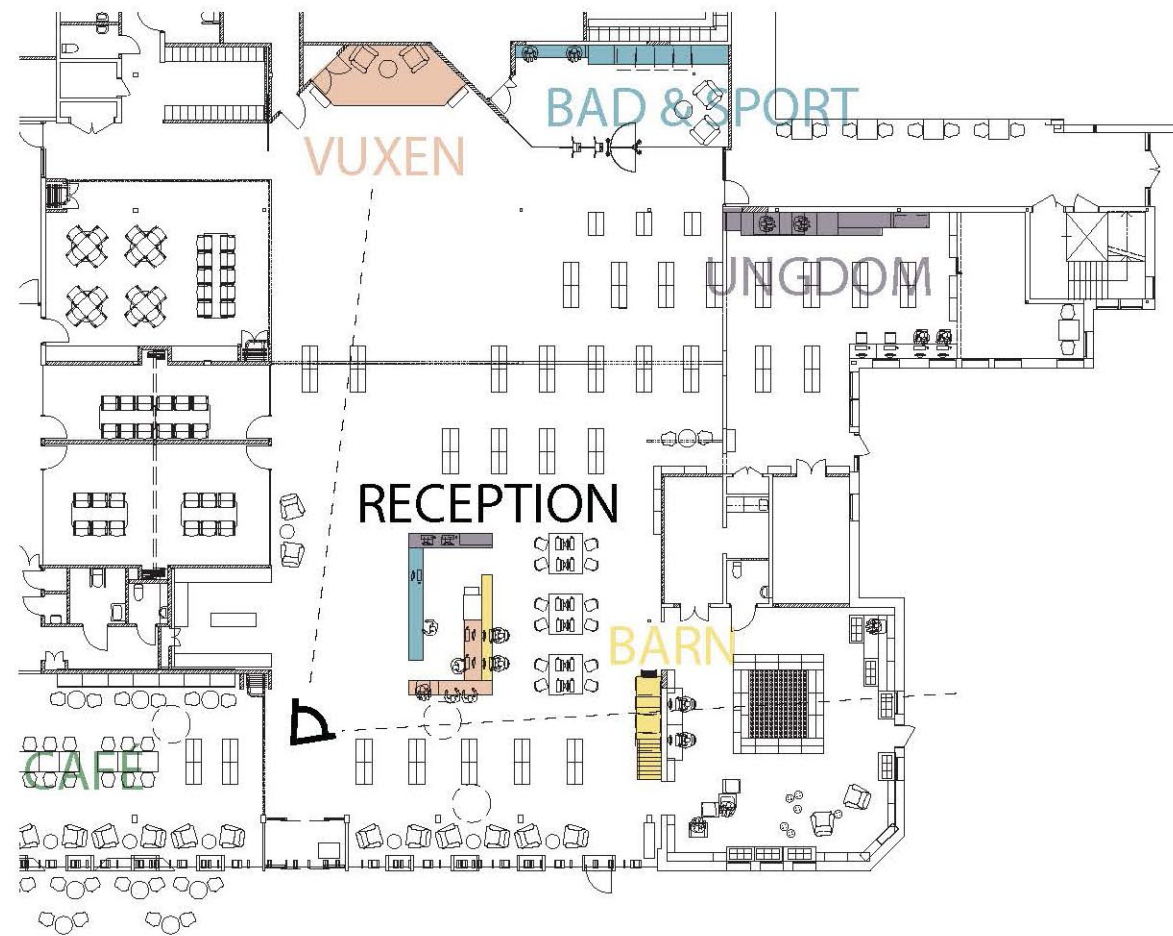 BAD & SPORT
VUXEN
UNGDOM
RECEPTION
BARN
CAFÉ